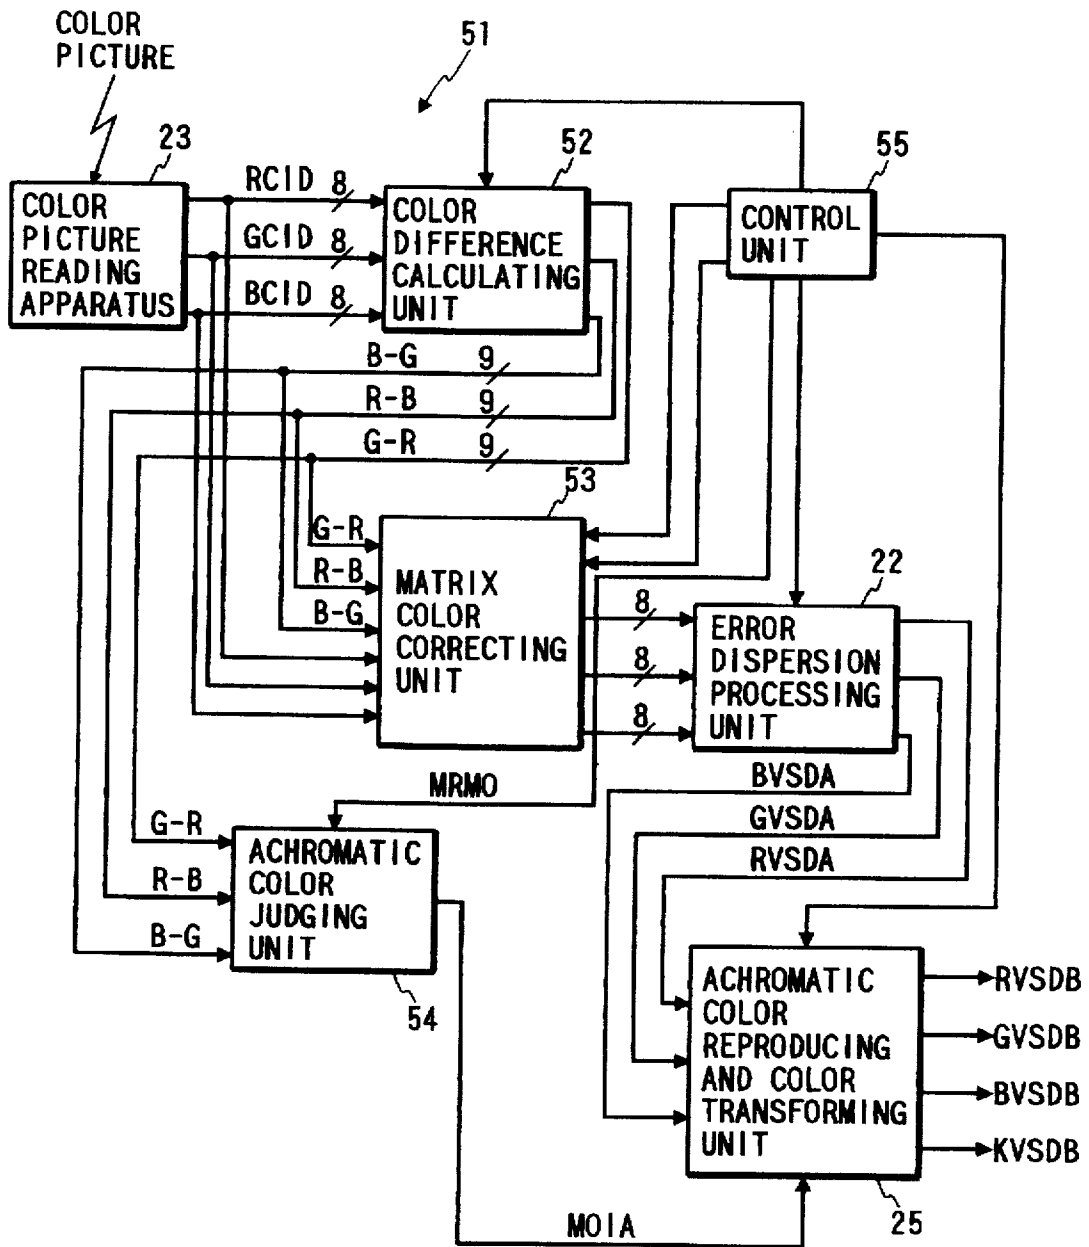 COLOR
PICTURE
51
23
52
55
COLOR
PICTURE
READING
APPARATUS
RCID 8
GCID 8
BCID 8
COLOR
DIFFERENCE
CALCULATING
UNIT
CONTROL
UNIT
B-G 9
R-B 9
G-R 9
53
G-R
R-B
B-G
MATRIX
COLOR
CORRECTING
UNIT
8
8
8
22
ERROR
DISPERSION
PROCESSING
UNIT
MRMO
BVSDA
GVSDA
RVSDA
G-R
R-B
B-G
ACHROMATIC
COLOR
JUDGING
UNIT
54
ACHROMATIC
COLOR
REPRODUCING
AND COLOR
TRANSFORMING
UNIT
RVSDB
GVSDB
BVSDB
KVSDB
25
MOIA